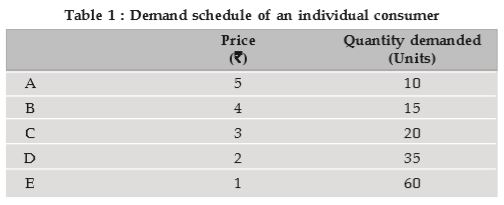 Table 1 : Demand schedule of an individual consumer
Price Quantity demanded
(₹) (Units)
A 5 10
B 4 15
C 3 20
D 2 35
E 1 60